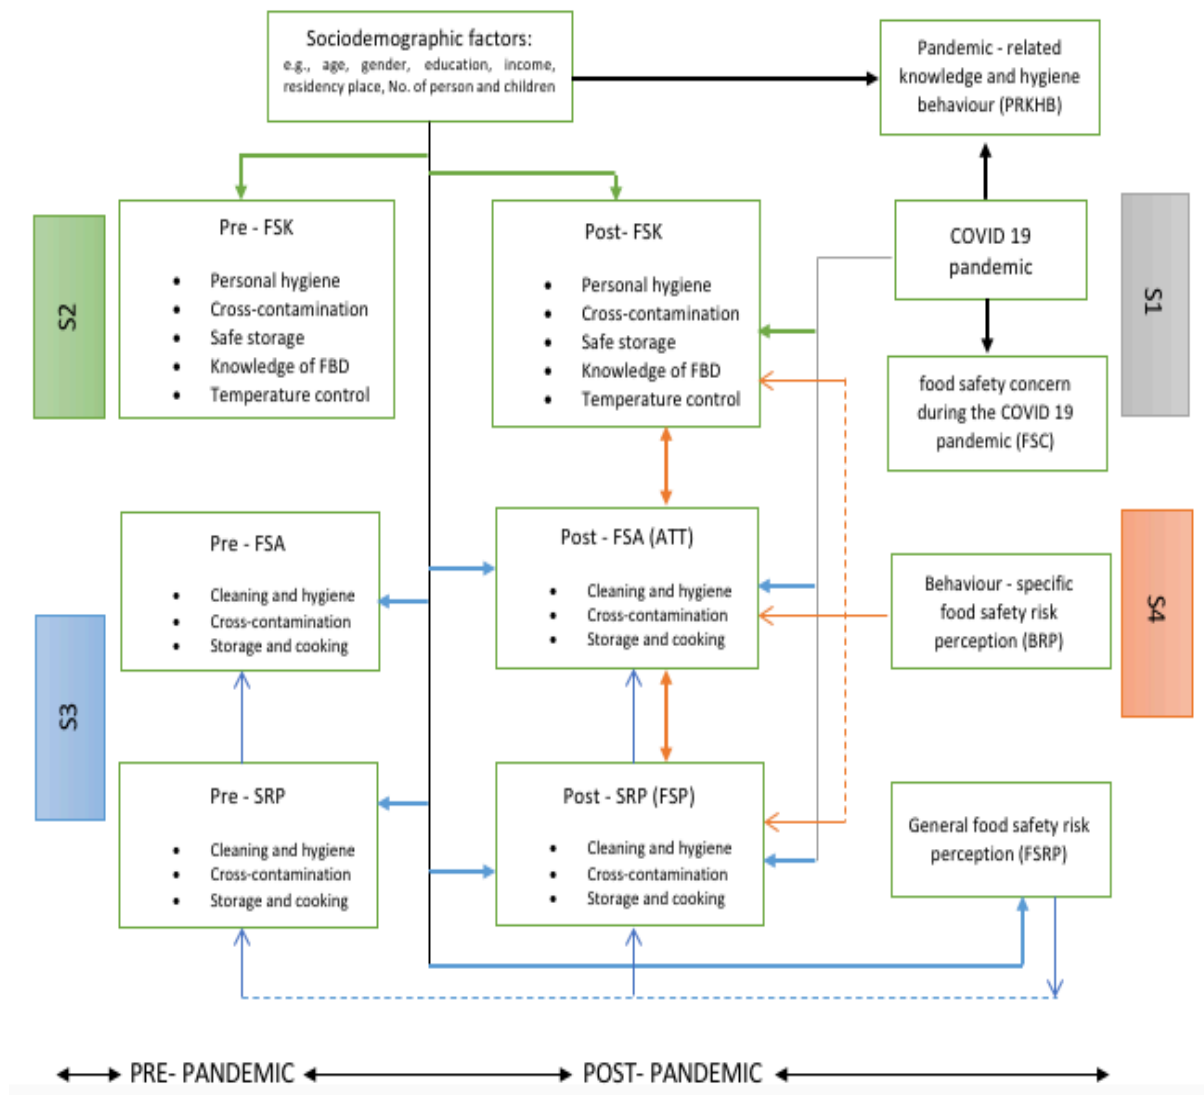 Sociodemographic factors:
e.g., age, gender, education, income,
residency place, No. of person and children
Pandemic - related
knowledge and hygiene
behaviour (PRKHB)
S2
Pre - FSK
• Personal hygiene
• Cross-contamination
• Safe storage
• Knowledge of FBD
• Temperature control
Post- FSK
• Personal hygiene
• Cross-contamination
• Safe storage
• Knowledge of FBD
• Temperature control
COVID 19
pandemic
S1
food safety concern
during the COVID 19
pandemic (FSC)
S3
Pre - FSA
• Cleaning and hygiene
• Cross-contamination
• Storage and cooking
Post - FSA (ATT)
• Cleaning and hygiene
• Cross-contamination
• Storage and cooking
Behaviour - specific
food safety risk
perception (BRP)
S4
Pre - SRP
• Cleaning and hygiene
• Cross-contamination
• Storage and cooking
Post - SRP (FSP)
• Cleaning and hygiene
• Cross-contamination
• Storage and cooking
General food safety risk
perception (FSRP)
PRE- PANDEMIC
POST- PANDEMIC